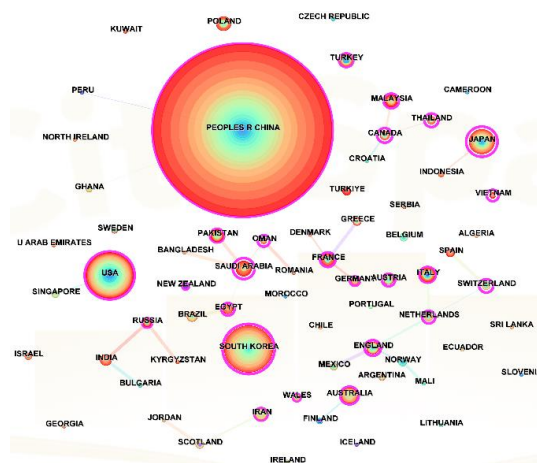 CZECH REPUBLIC
POLAND
KUWAIT
TURKEY
PERU
CAMEROON
MALAYSIA
THAILAND
PEOPLES R CHINA
CANADA
NORTH IRELAND
JAPAN
CROATIA
INDONESIA
GHANA
TURKIYE
VIETNAM
SERBIA
GREECE
SWEDEN
PAKISTAN
DENMARK
ALGERIA
BELGIUM
OMAN
U ARAB EMIRATES
BANGLADESH
SPAIN
FRANCE
SAUDI ARABIA
ROMANIA
USA
ITALY
GERMANY
AUSTRIA
NEW ZEALAND
SWITZERLAND
SINGAPORE
MOROCCO
PORTUGAL
EGYPT
BRAZIL
NETHERLANDS
RUSSIA
CHILE
SRI LANKA
SOUTH KOREA
ENGLAND
ECUADOR
ISRAEL
INDIA
KYRGYZSTAN
NORWAY
MEXICO
SLOVENI
ARGENTINA
BULGARIA
MALI
AUSTRALIA
WALES
IRAN
JORDAN
FINLAND
GEORGIA
LITHUANIA
SCOTLAND
ICELAND
IRELAND